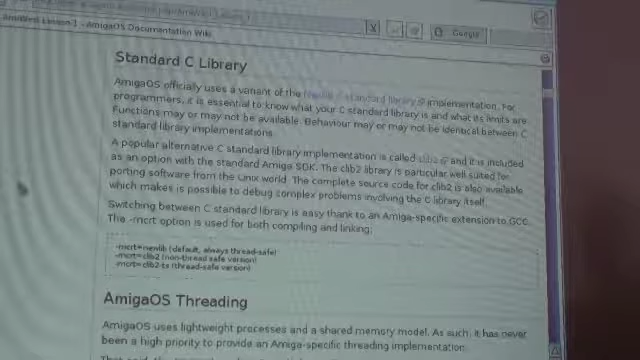 AmigaOS Documentation Wiki
Google
Standard C Library
AmigaOS officially uses a variant of the Newlib C standard library implementation. For
programmers, it is essential to know what your C standard library is and what its limits are
Functions may or may not be available. Behaviour may or may not be identical between C
standard library implementations.
A popular alternative C standard library implementation is called clib2 and it is included
as an option with the standard Amiga SDK. The clib2 library is particular well suited for
porting software from the Unix world. The complete source code for clib2 is also available
which makes is possible to debug complex problems involving the C library itself.
Switching between C standard library is easy thank to an Amiga-specific extension to GCC.
The -mcrt option is used for both compiling and linking:
-mcrt=newlib (default, always thread-safe)
-mcrt=clib2 (non-thread safe version)
-mcrt=clib2-ts (thread-safe version)
AmigaOS Threading
AmigaOS uses lightweight processes and a shared memory model. As such, it has never
been a high priority to provide an Amiga-specific threading implementation.